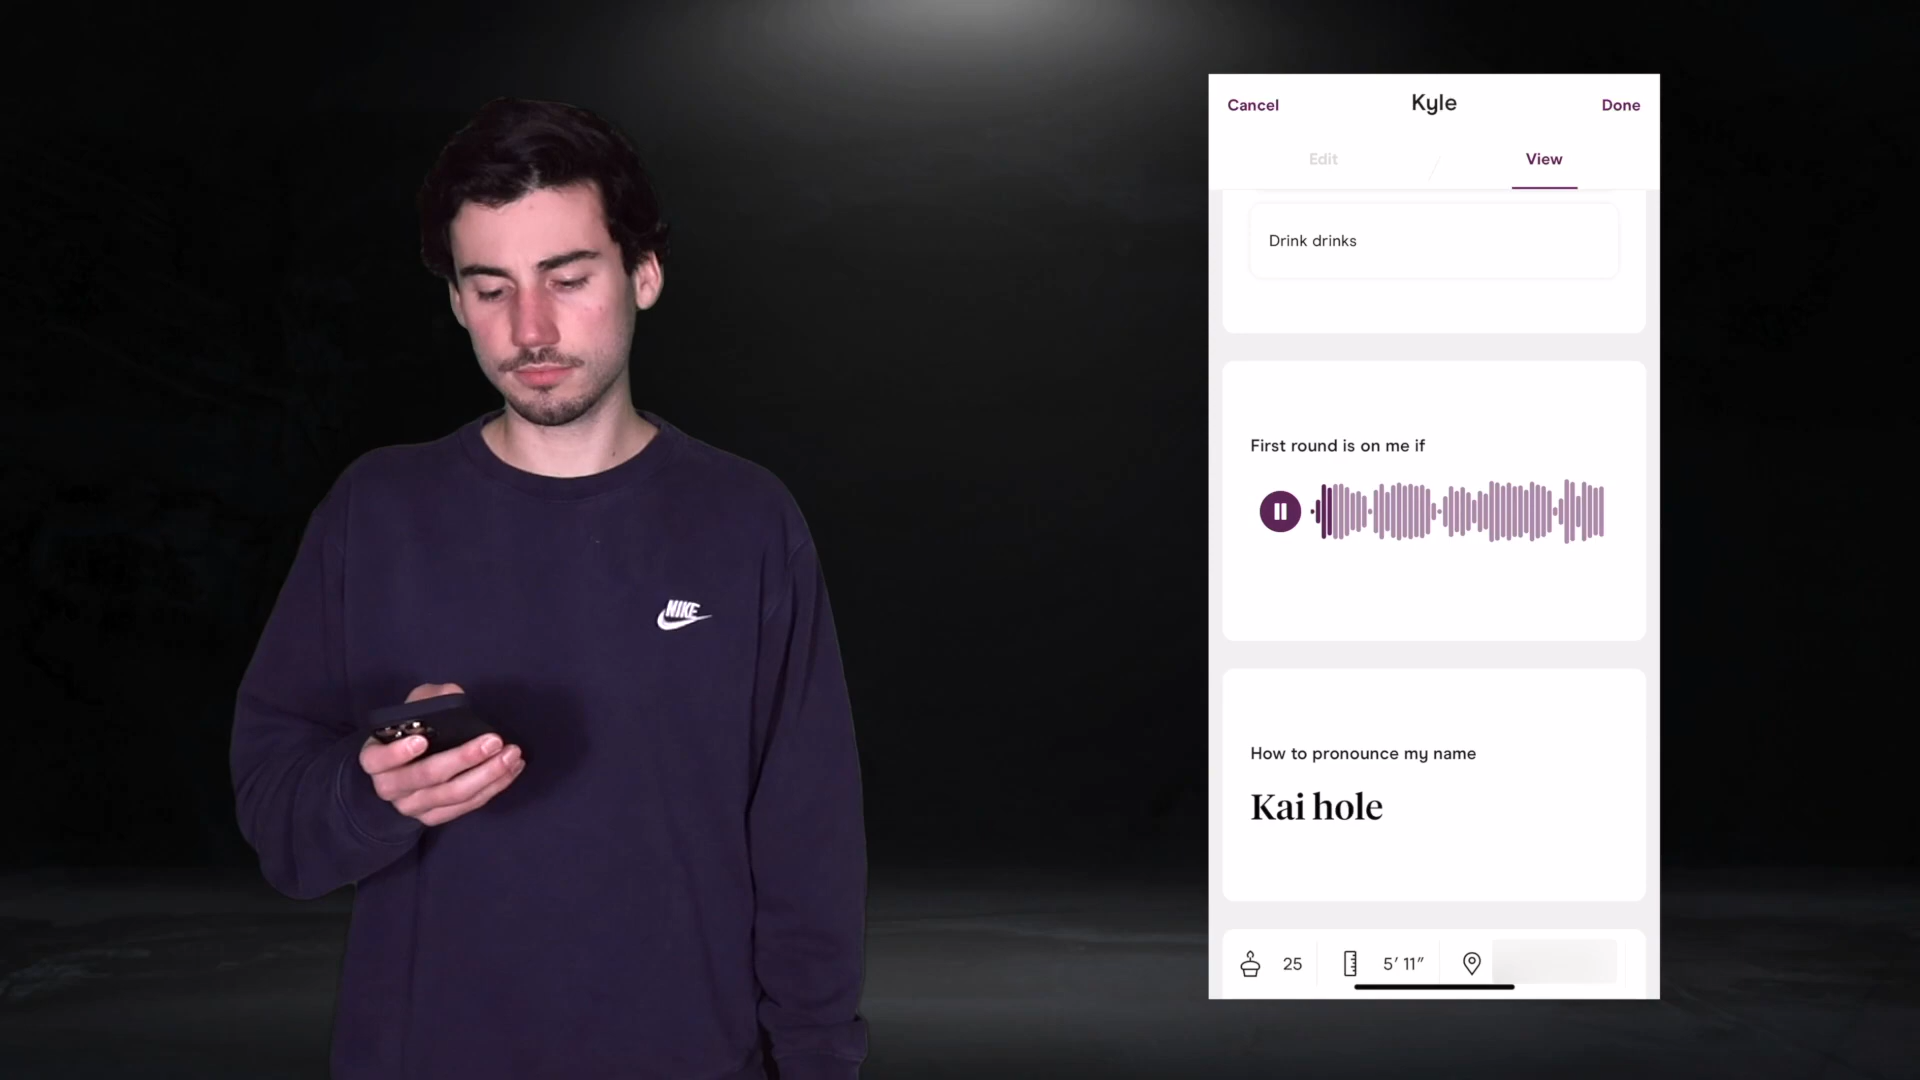 Cancel
Kyle
Done
Edit
View
Drink drinks
First round is on me if
How to pronounce my name
Kai hole
25
5′ 11″
NIKE